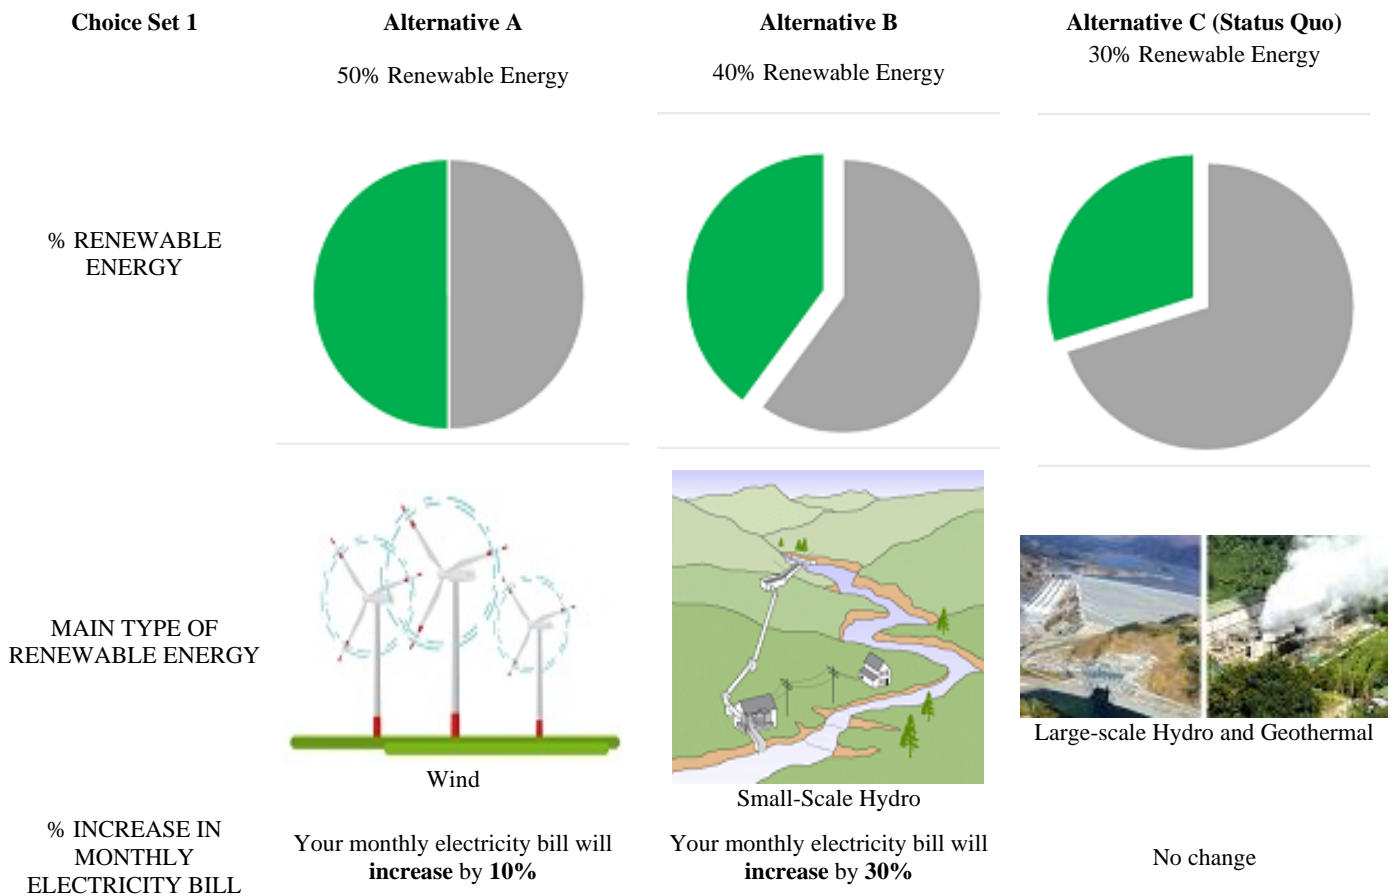 Choice Set 1
Alternative A
Alternative B
Alternative C (Status Quo)
50% Renewable Energy
40% Renewable Energy
30% Renewable Energy
% RENEWABLE
ENERGY
MAIN TYPE OF
RENEWABLE ENERGY
Wind
Small-Scale Hydro
Large-scale Hydro and Geothermal
% INCREASE IN
MONTHLY
ELECTRICITY BILL
Your monthly electricity bill will
increase by 10%
Your monthly electricity bill will
increase by 30%
No change